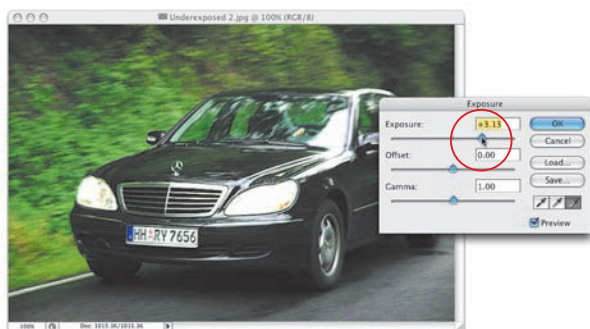 Underexposed 2.jpg @ 100% (RGB/8)
Exposure
Exposure: +3.13
OK
Cancel
Offset: 0.00
Load...
Save...
Gamma: 1.00
Preview
HH RY 7656
100%
Doc: 1015.3K/1015.3K